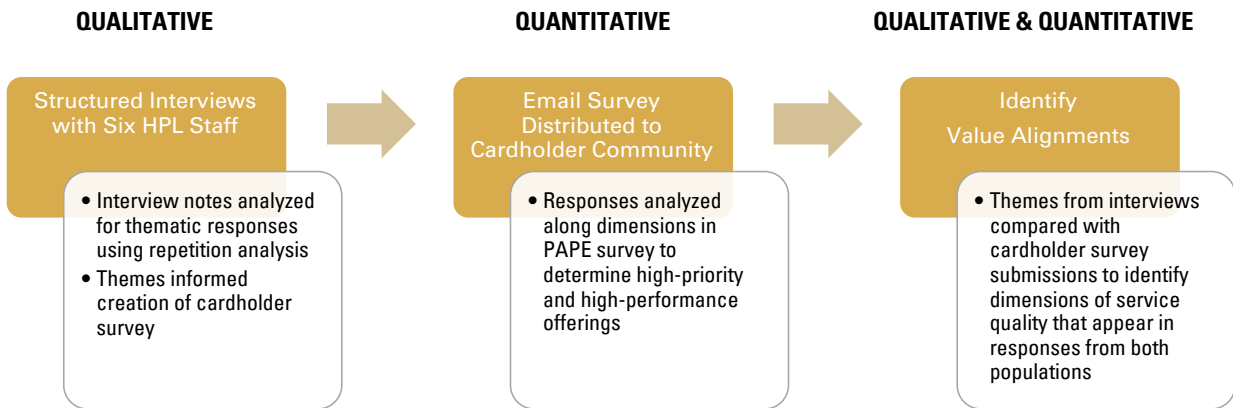 QUALITATIVE
Structured Interviews
with Six HPL Staff
• Interview notes analyzed
for thematic responses
using repetition analysis
• Themes informed
creation of cardholder
survey
QUANTITATIVE
Email Survey
Distributed to
Cardholder Community
• Responses analyzed
along dimensions in
PAPE survey to
determine high-priority
and high-performance
offerings
QUALITATIVE & QUANTITATIVE
Identify
Value Alignments
• Themes from interviews
compared with
cardholder survey
submissions to identify
dimensions of service
quality that appear in
responses from both
populations